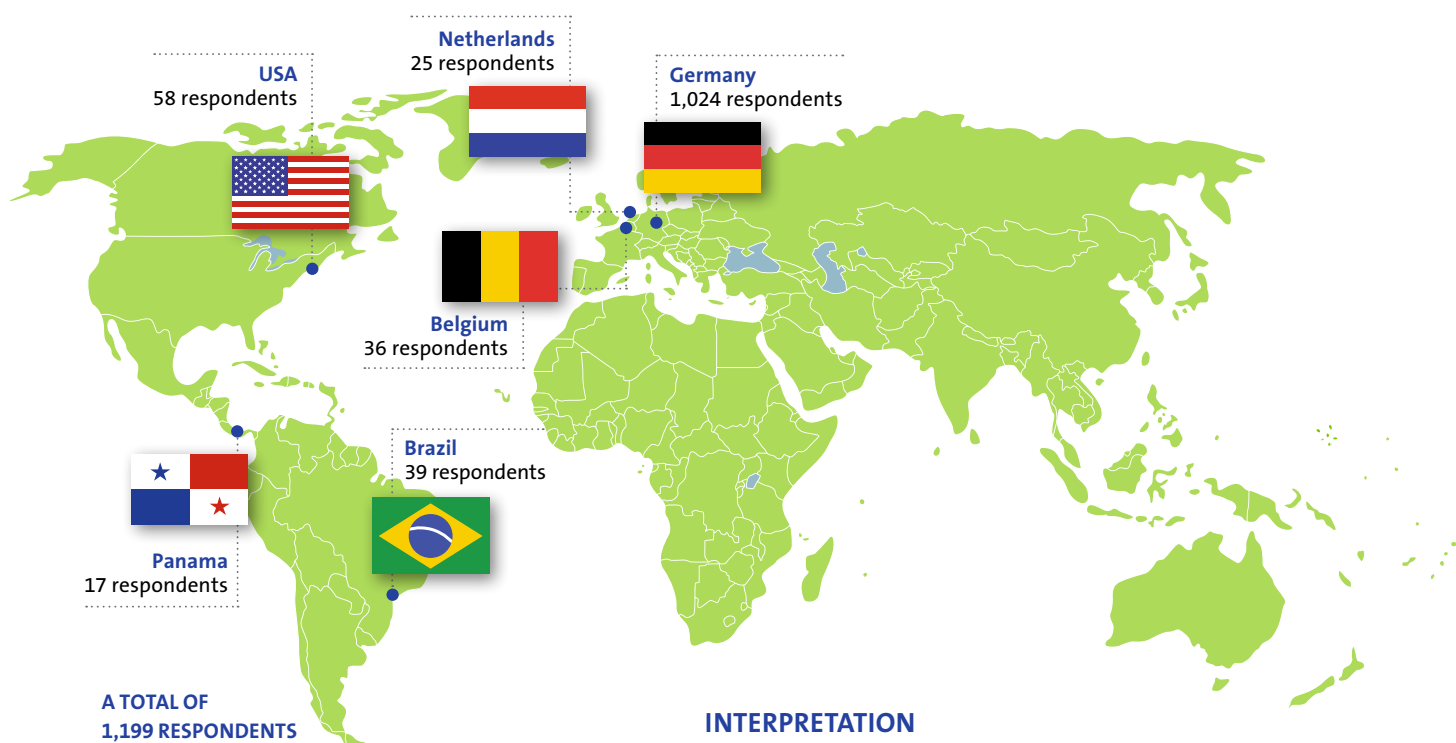 Netherlands
25 respondents
USA
58 respondents
Germany
1,024 respondents
Belgium
36 respondents
Brazil
39 respondents
Panama
17 respondents
A TOTAL OF
1,199 RESPONDENTS
INTERPRETATION